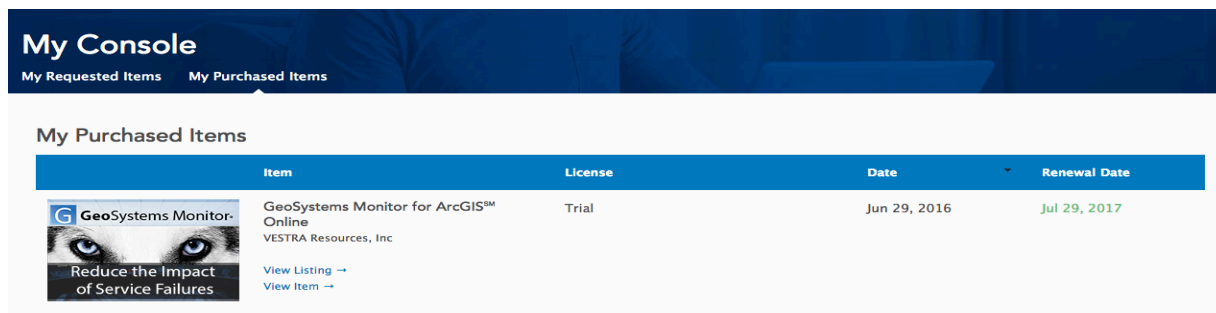 My Console
My Requested Items My Purchased Items
My Purchased Items
Item License Date Renewal Date
G GeoSystems Monitor
Reduce the Impact
of Service Failures
GeoSystems Monitor for ArcGIS℠
Online
VESTRA Resources, Inc
View Listing →
View Item →
Trial
Jun 29, 2016
Jul 29, 2017